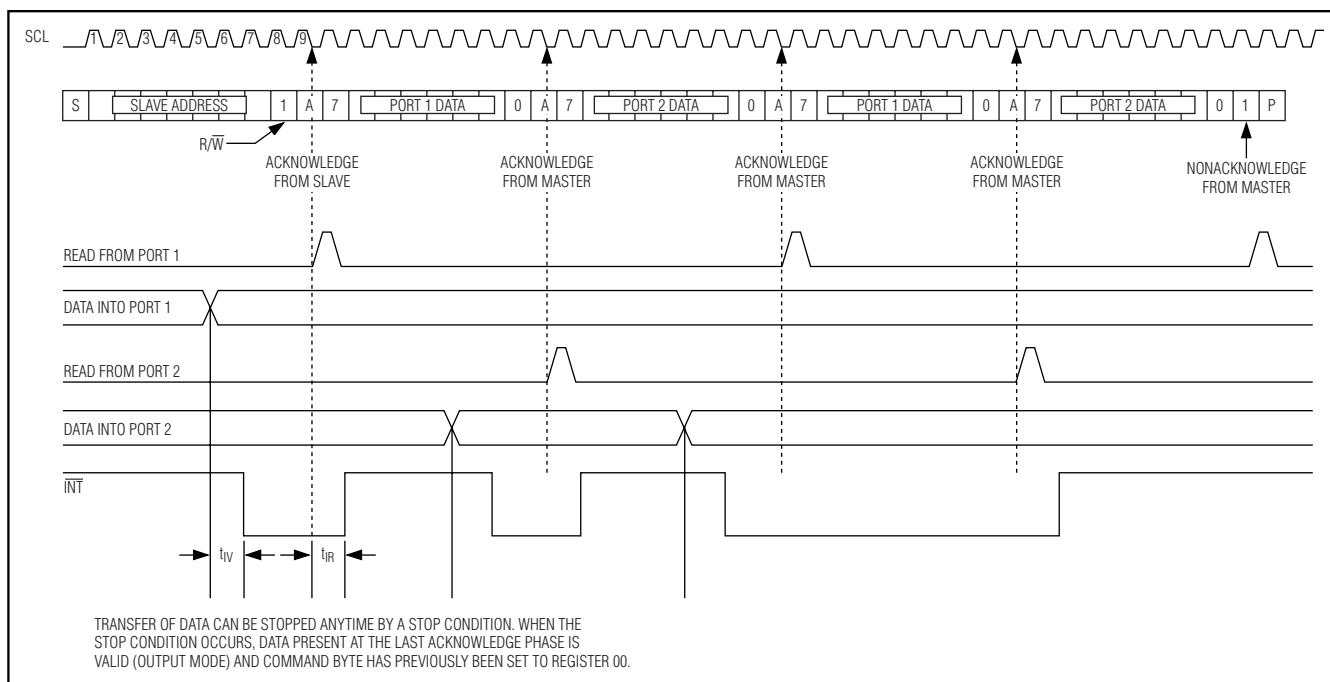 SCL 1 2 3 4 5 6 7 8 9
S SLAVE ADDRESS 1 A 7 PORT 1 DATA 0 A 7 PORT 2 DATA 0 A 7 PORT 1 DATA 0 A 7 PORT 2 DATA 0 1 P
R/W̅
ACKNOWLEDGE
FROM SLAVE
ACKNOWLEDGE
FROM MASTER
ACKNOWLEDGE
FROM MASTER
ACKNOWLEDGE
FROM MASTER
NONACKNOWLEDGE
FROM MASTER
READ FROM PORT 1
DATA INTO PORT 1
READ FROM PORT 2
DATA INTO PORT 2
I̅N̅T̅
tIV tIR
TRANSFER OF DATA CAN BE STOPPED ANYTIME BY A STOP CONDITION. WHEN THE
STOP CONDITION OCCURS, DATA PRESENT AT THE LAST ACKNOWLEDGE PHASE IS
VALID (OUTPUT MODE) AND COMMAND BYTE HAS PREVIOUSLY BEEN SET TO REGISTER 00.